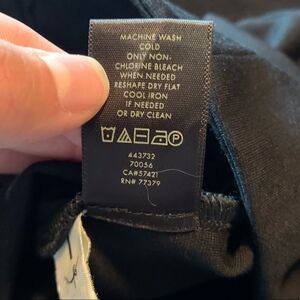 MACHINE WASH
COLD
ONLY NON-
CHLORINE BLEACH
WHEN NEEDED
RESHAPE DRY FLAT
COOL IRON
IF NEEDED
OR DRY CLEAN
P
443732
70056
CA#57421
RN# 77379